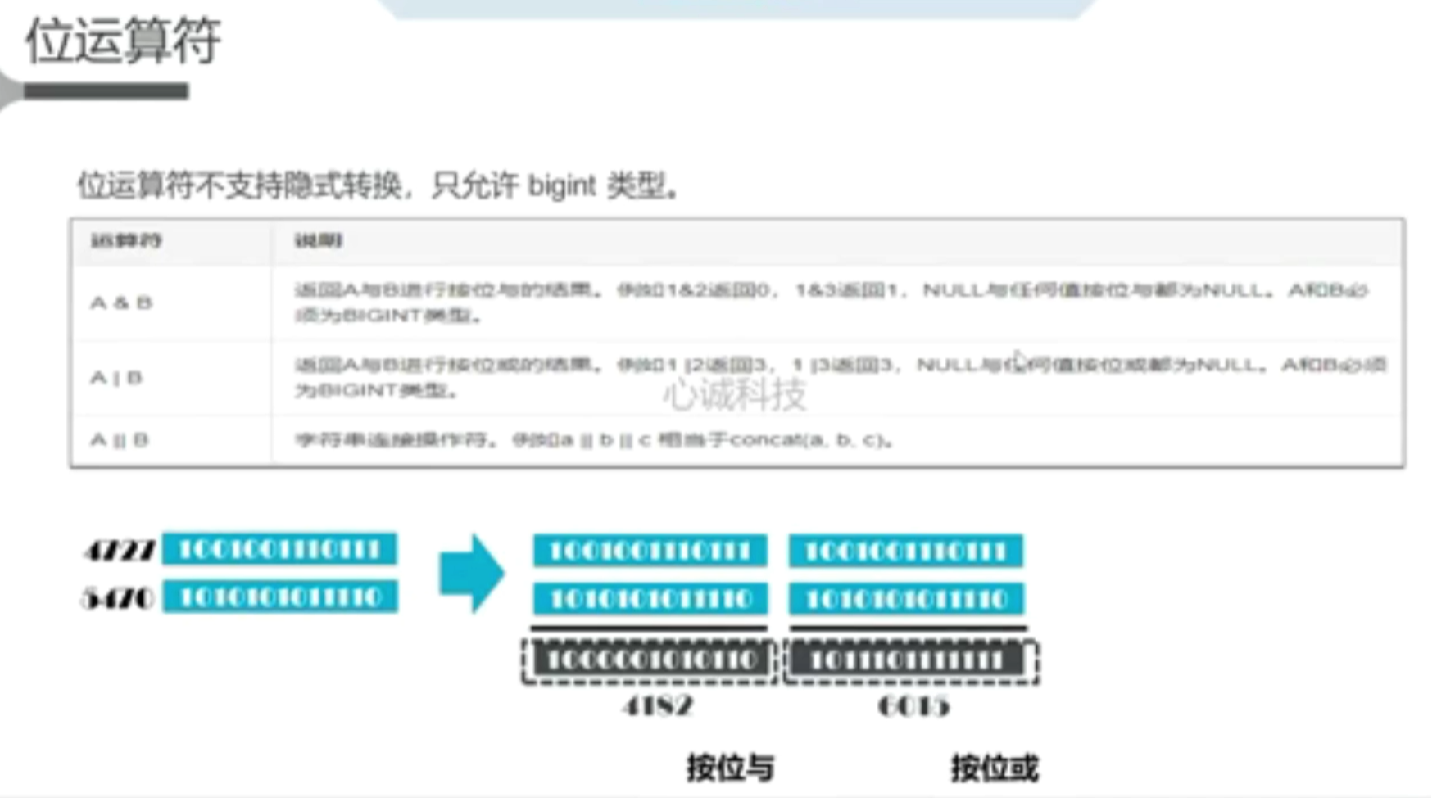 位运算符
位运算符不支持隐式转换，只允许 bigint 类型。
运算符 说明
A & B 返回A与B进行按位与的结果。例如1&2返回0，1&3返回1，NULL与任何值按位与都为NULL。A和B必
须为BIGINT类型。
A | B 返回A与B进行按位或的结果。例如1 |2返回3，1 |3返回3，NULL与任何值按位或都为NULL。A和B必须
为BIGINT类型。
心诚科技
A || B 字符串连接操作符。例如a || b || c 相当于concat(a, b, c)。
4727 1001001110111 1001001110111 1001001110111
5470 1010101011110 1010101011110 1010101011110
1000001010110 1011101111111
4182 6015
按位与 按位或